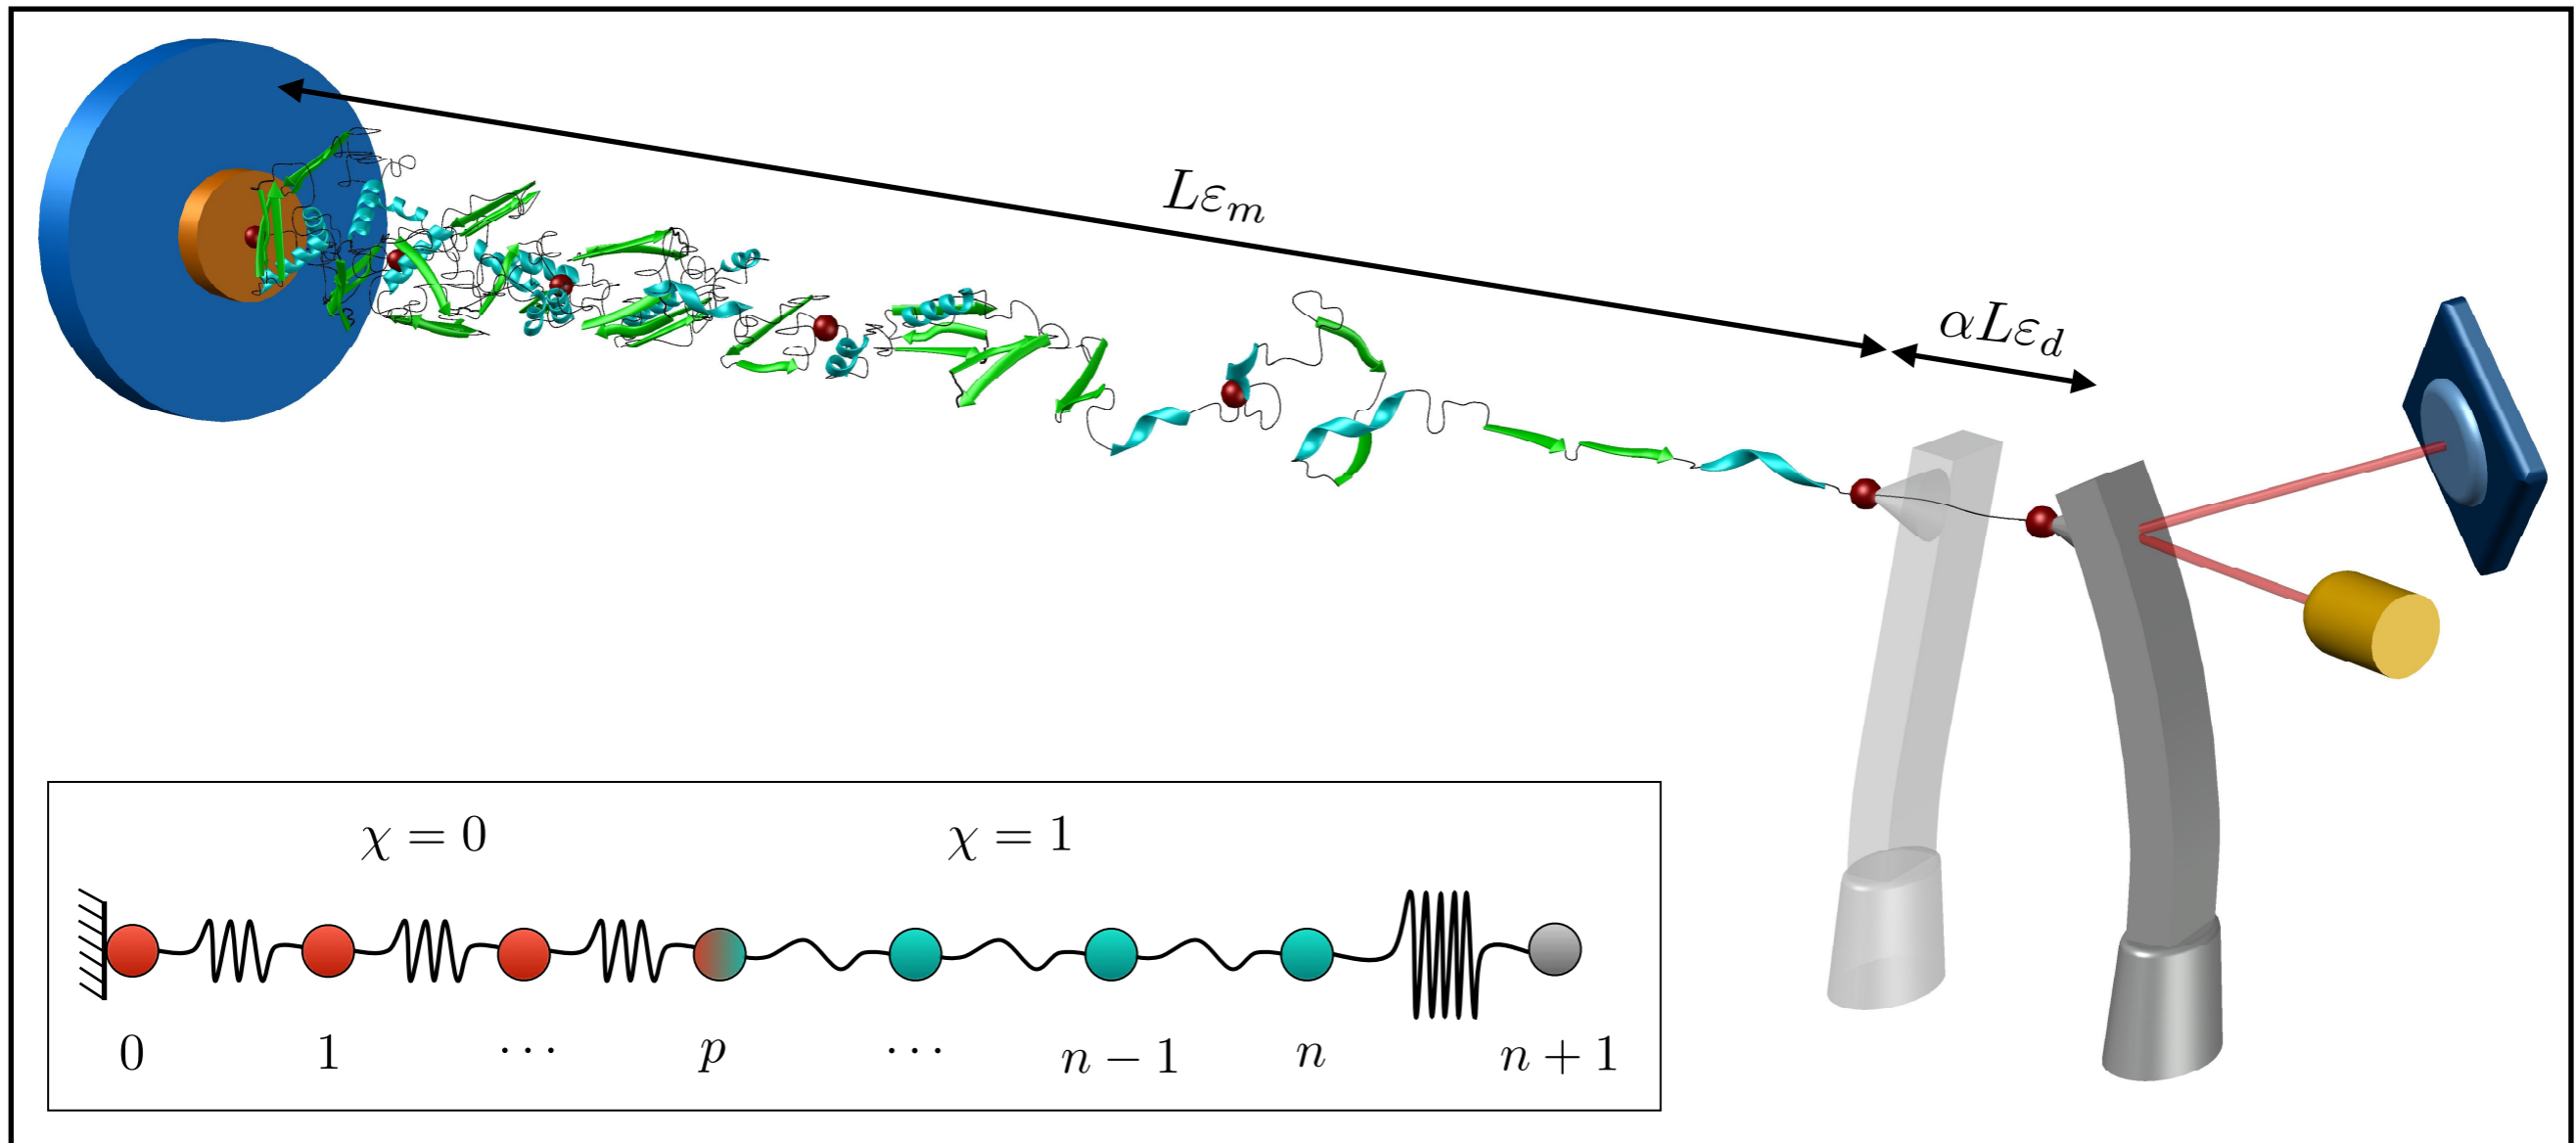 Lε_m
αLε_d
χ = 0 χ = 1
0 1 ⋯ p ⋯ n − 1 n n + 1